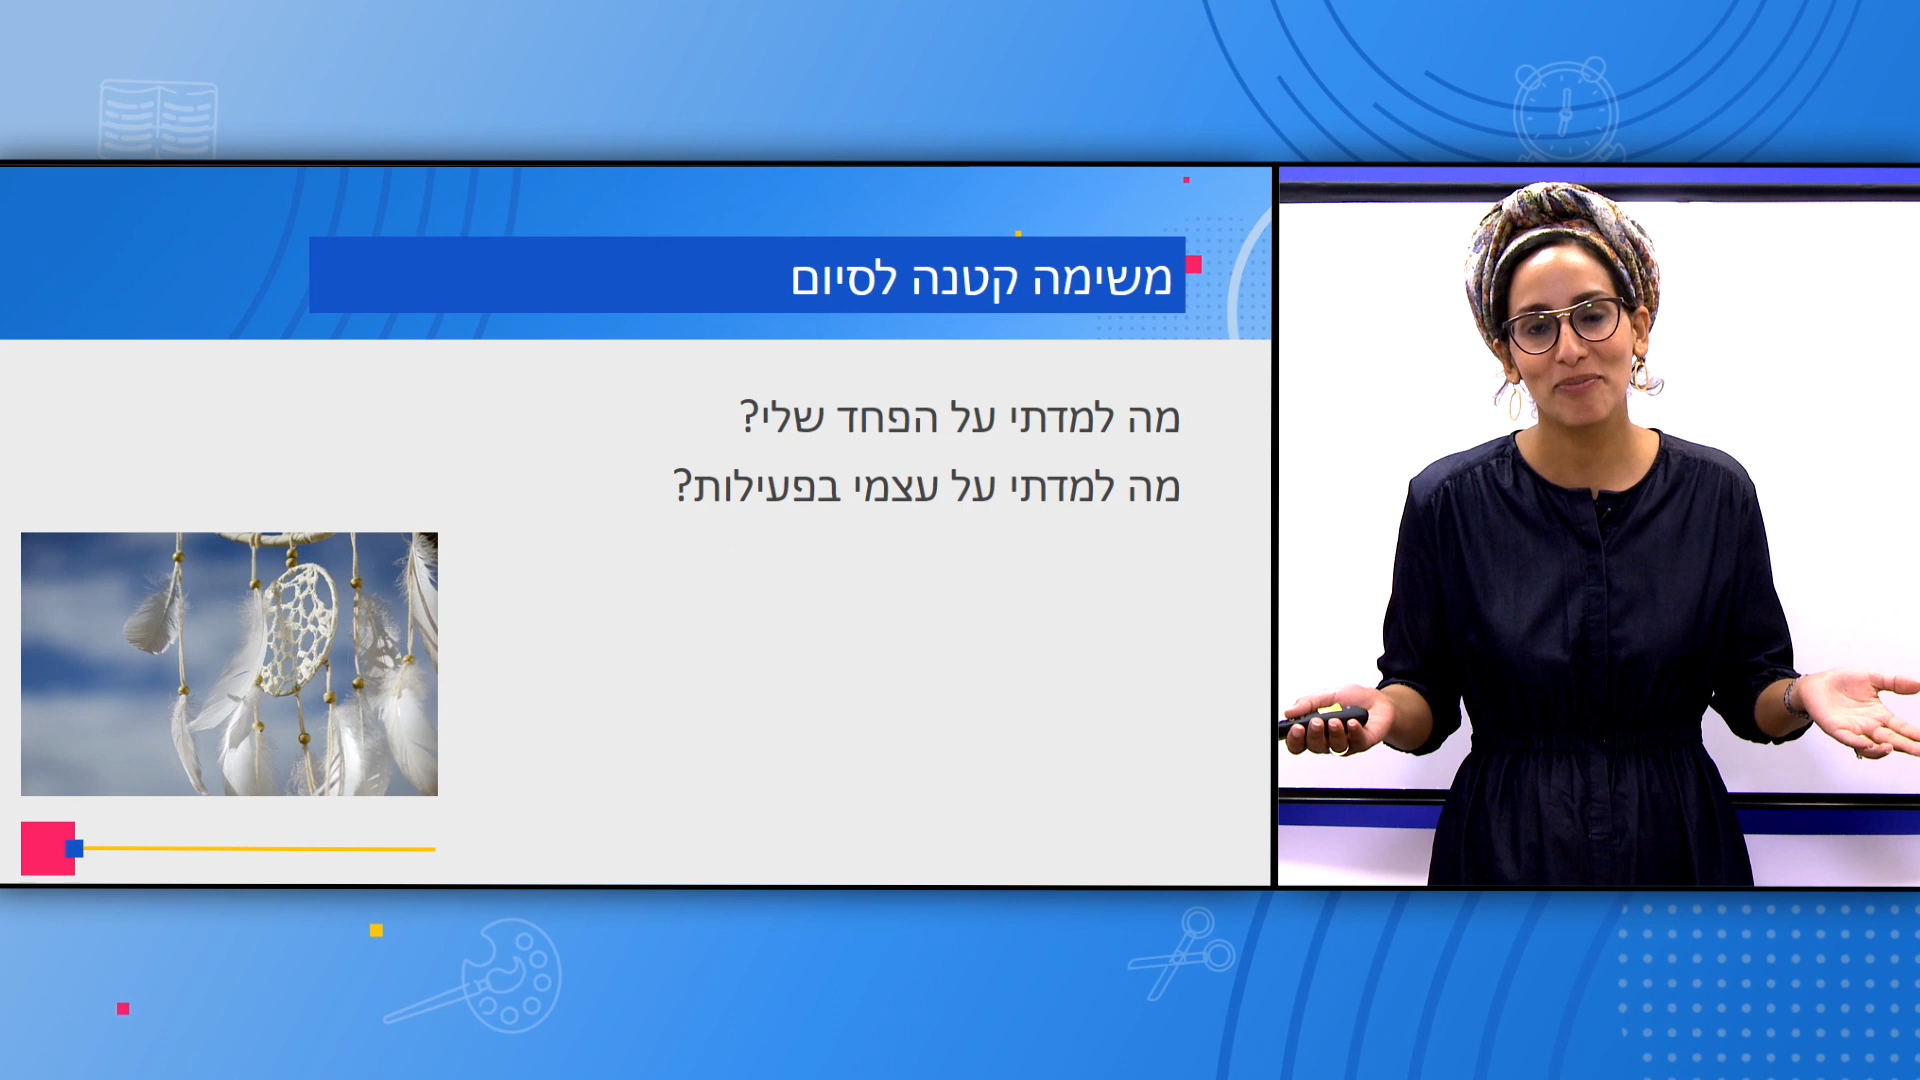 משימה קטנה לסיום
מה למדתי על הפחד שלי?
מה למדתי על עצמי בפעילות?